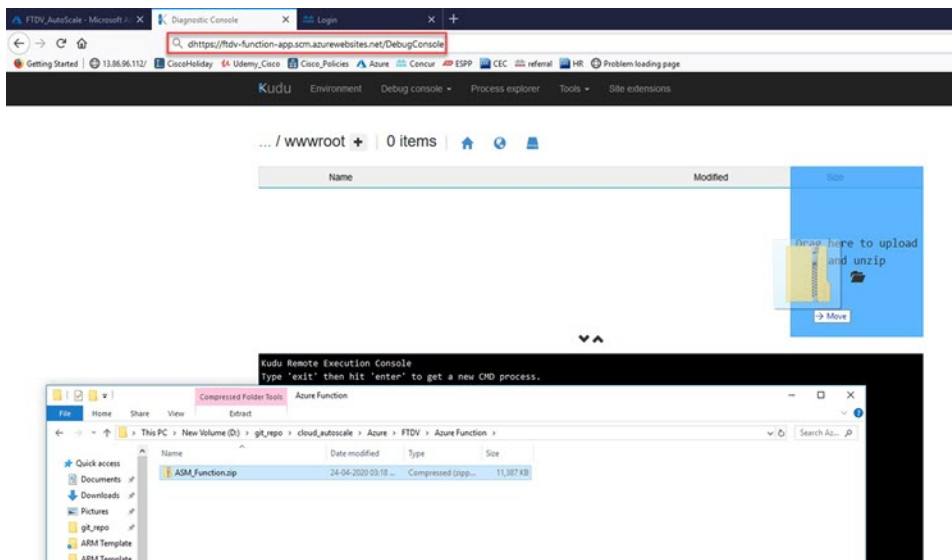 FTDV_AutoScale - Microsoft A
Diagnostic Console
Login
dhttps://ftdv-function-app.scm.azurewebsites.net/DebugConsole
Getting Started 13.86.96.112/ CiscoHoliday Udemy_Cisco Cisco_Policies Azure Concur ESPP CEC referral HR Problem loading page
Kudu Environment Debug console Process explorer Tools Site extensions
... / wwwroot + | 0 items |
Name Modified Size
Drag here to upload
and unzip
→ Move
Kudu Remote Execution Console
Type 'exit' then hit 'enter' to get a new CMD process.
Compressed Folder Tools Azure Function
File Home Share View Extract
This PC > New Volume (D:) > git_repo > cloud_autoscale > Azure > FTDV > Azure Function >
Search Az...
Name Date modified Type Size
Quick access
ASM_Function.zip 24-04-2020 03:18 ... Compressed (zipp... 11,387 KB
Documents
Downloads
Pictures
git_repo
ARM Template
ARM Template